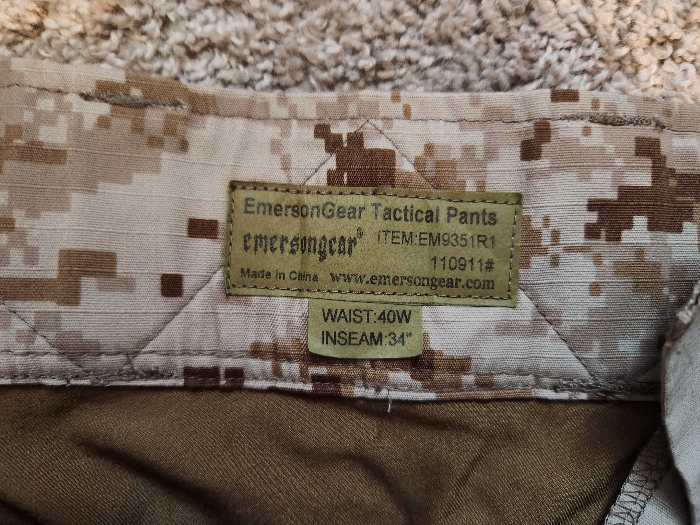 EmersonGear Tactical Pants
emersongear® ITEM:EM9351R1
110911#
Made in China www.emersongear.com
WAIST:40W
INSEAM:34"